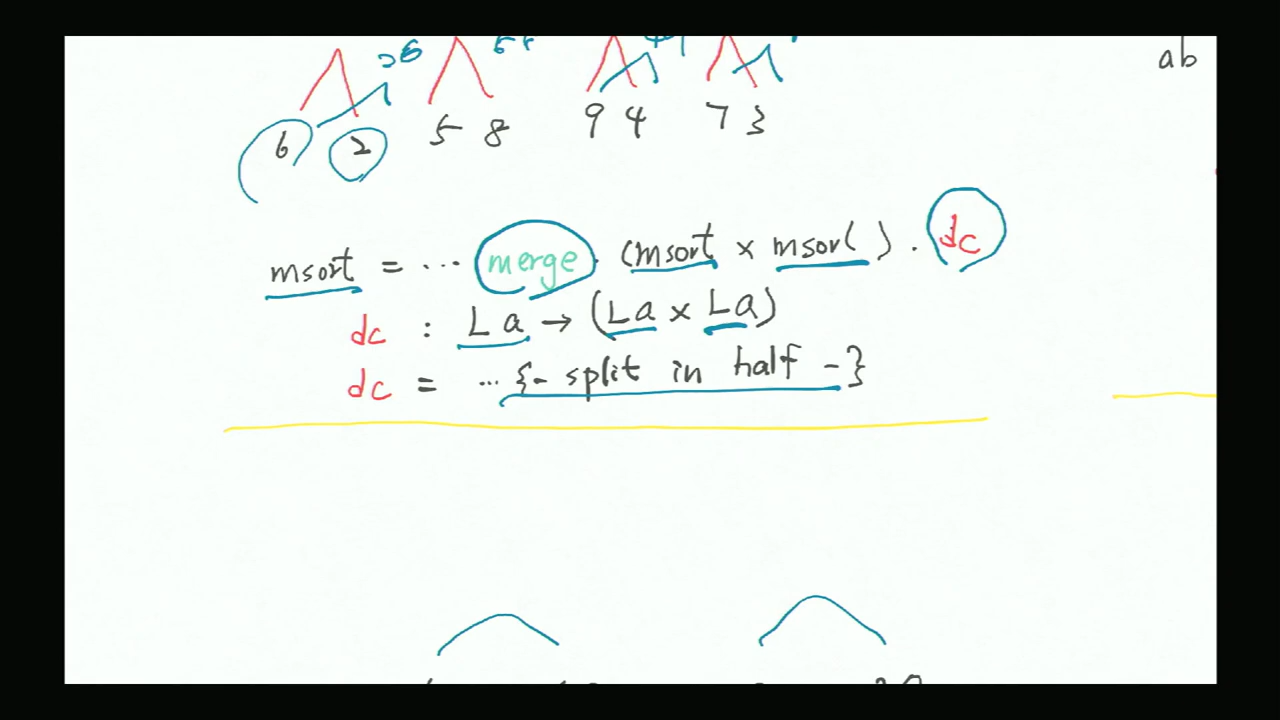 ab
6 2 5 8 9 4 7 3
msort = ... merge . (msort x msort) . dc
dc : La → (La x La)
dc = ... {- split in half -}